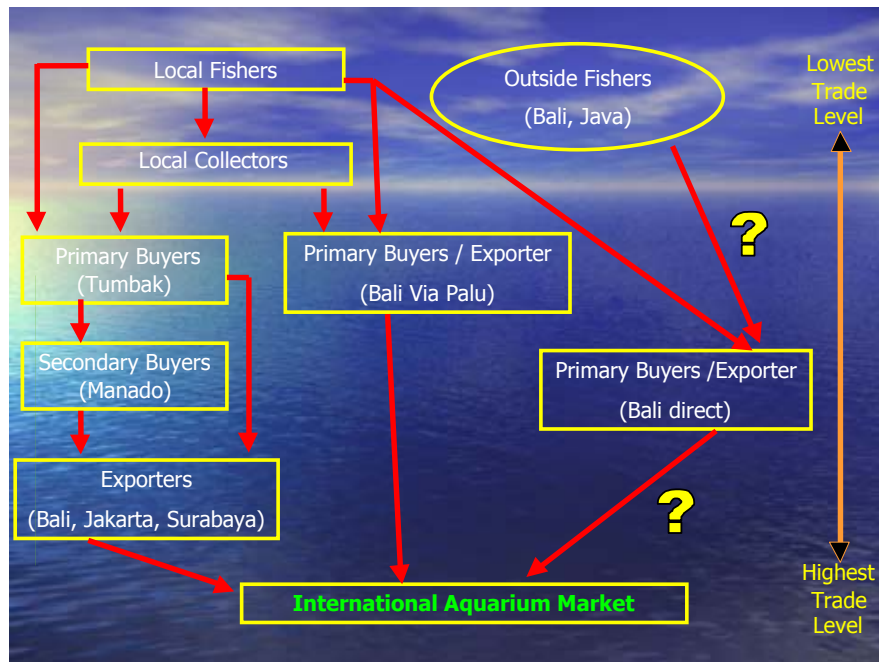 Local Fishers
Outside Fishers
(Bali, Java)
Lowest
Trade
Level
Local Collectors
?
Primary Buyers
(Tumbak)
Primary Buyers / Exporter
(Bali Via Palu)
Secondary Buyers
(Manado)
Primary Buyers /Exporter
(Bali direct)
Exporters
(Bali, Jakarta, Surabaya)
?
International Aquarium Market
Highest
Trade
Level